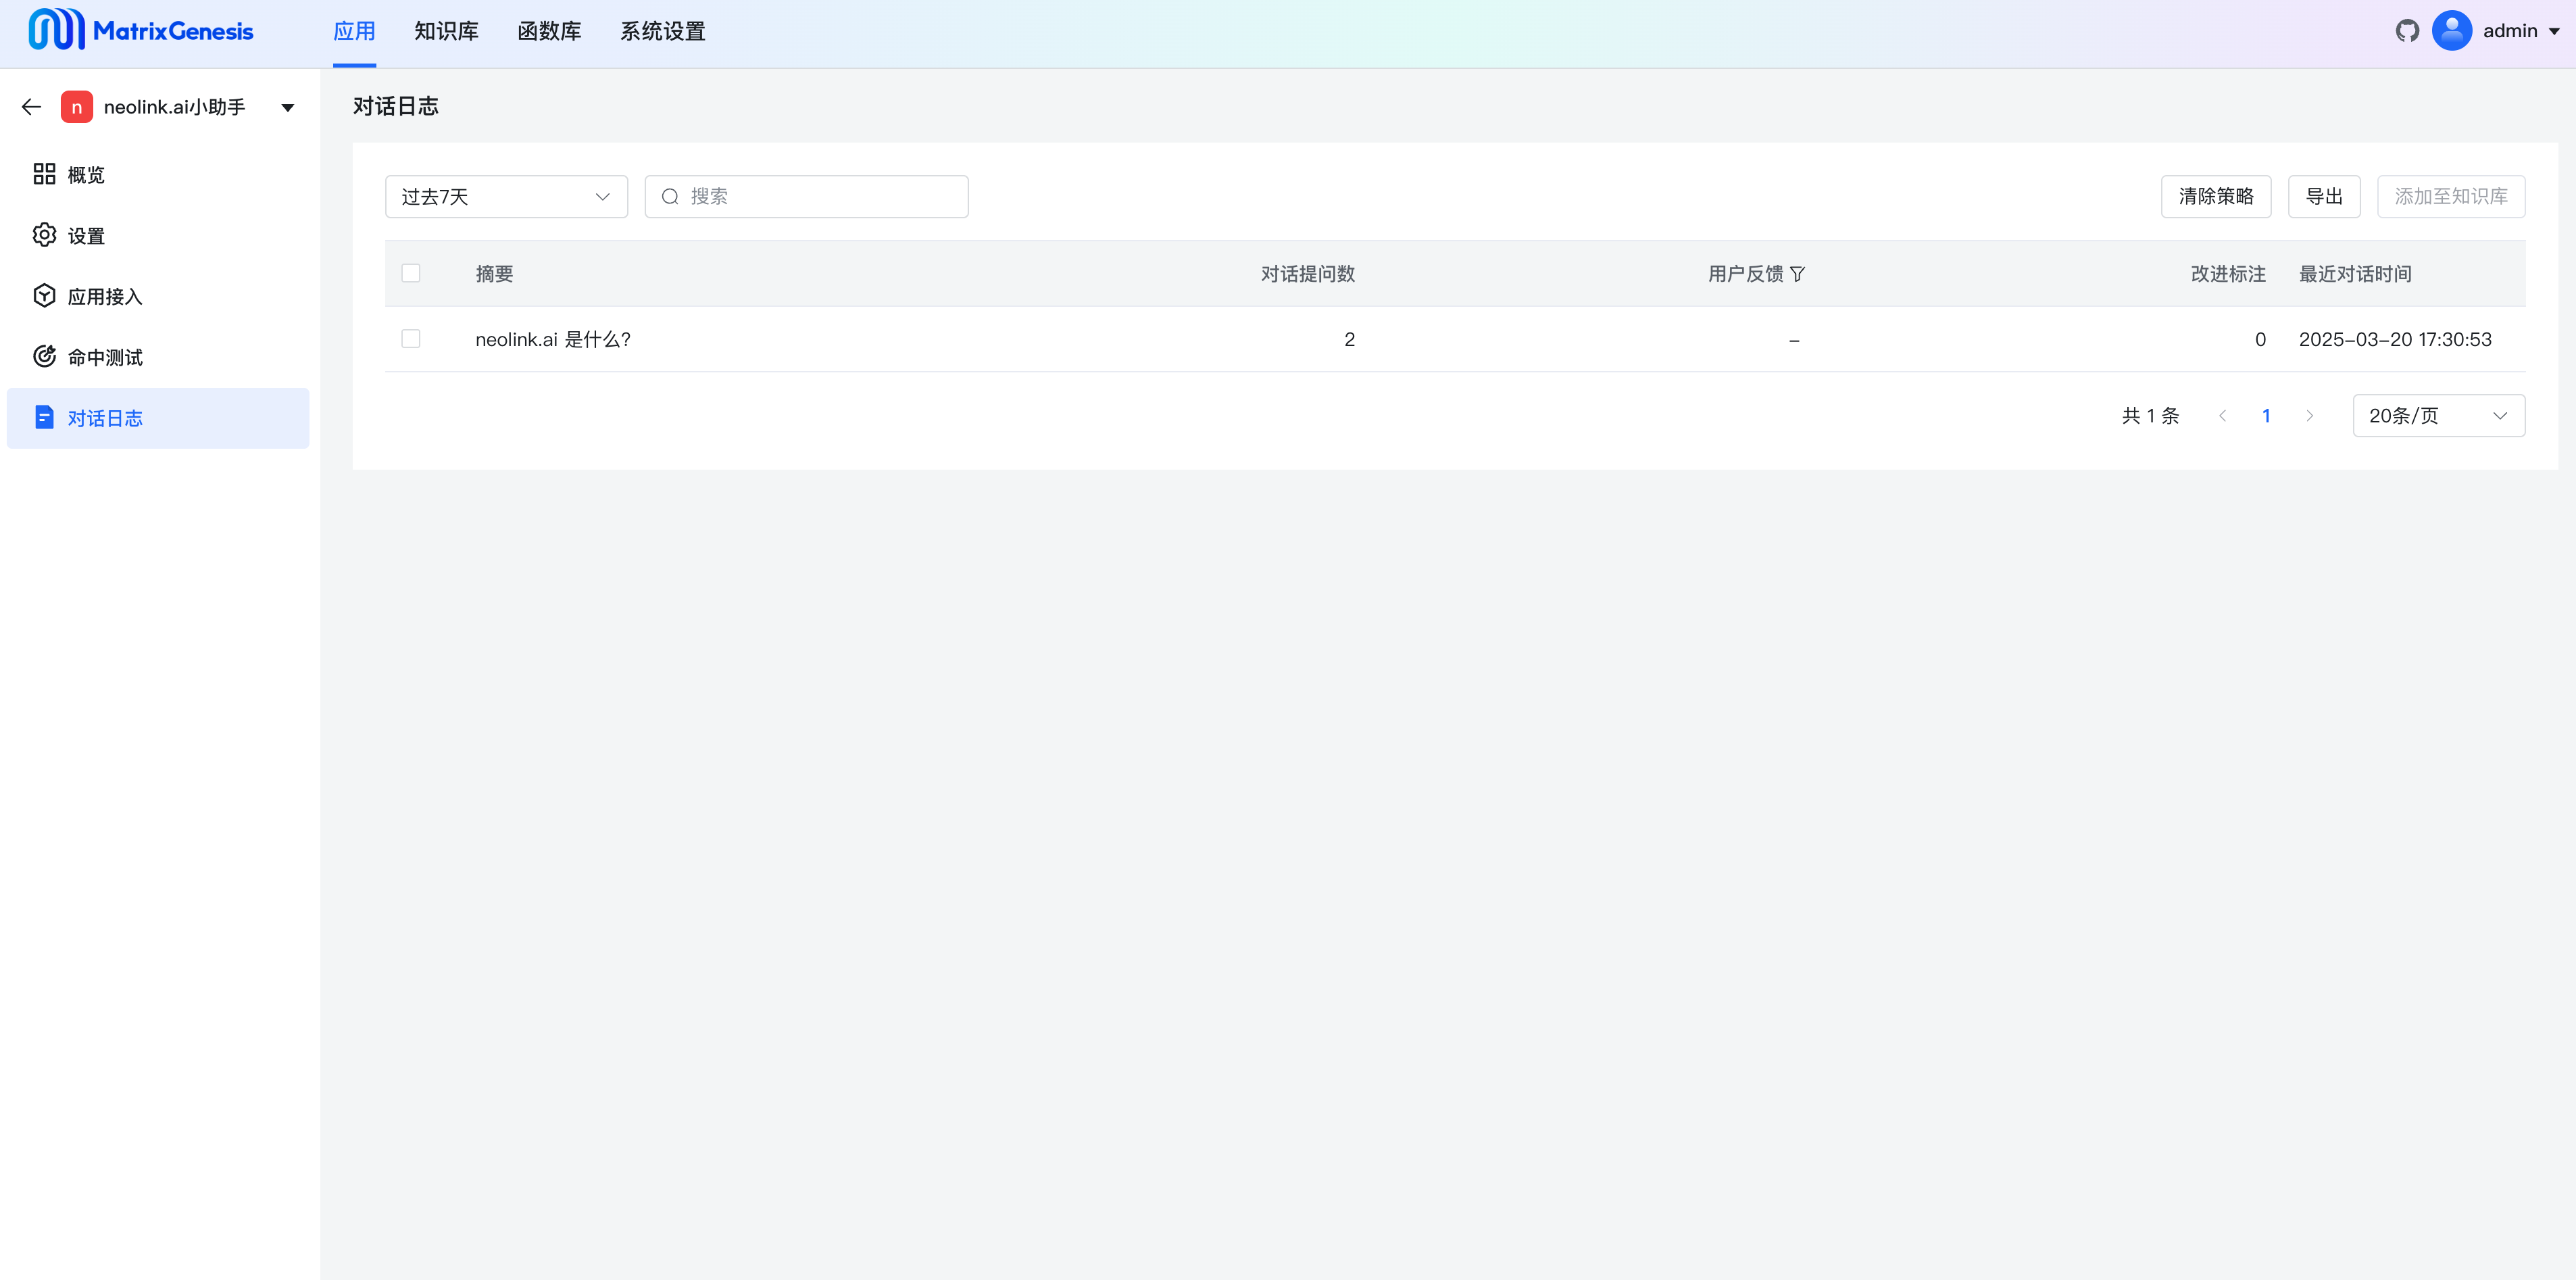 MatrixGenesis 应用 知识库 函数库 系统设置 admin
n neolink.ai小助手
概览
设置
应用接入
命中测试
对话日志
对话日志
过去7天 搜索 清除策略 导出 添加至知识库
摘要 对话提问数 用户反馈 改进标注 最近对话时间
neolink.ai 是什么? 2 – 0 2025–03–20 17:30:53
共 1 条 1 20条/页